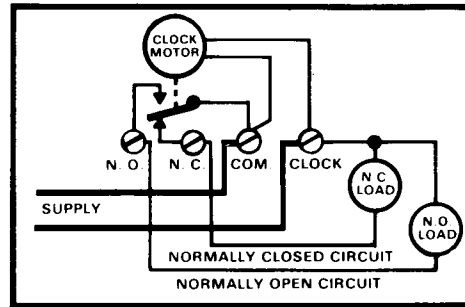 CLOCK
MOTOR
N. O. N. C. COM. CLOCK
N C
LOAD
SUPPLY
N.O.
LOAD
NORMALLY CLOSED CIRCUIT
NORMALLY OPEN CIRCUIT